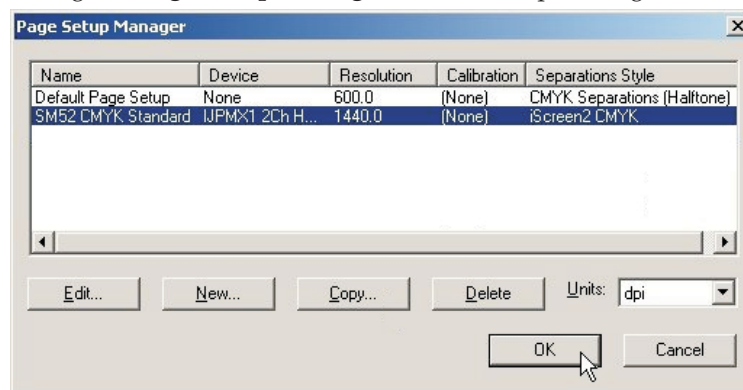 Page Setup Manager
Name Device Resolution Calibration Separations Style
Default Page Setup None 600.0 (None) CMYK Separations (Halftone)
SM52 CMYK Standard IJPMX1 2Ch H... 1440.0 (None) iScreen2 CMYK
Edit... New... Copy... Delete Units: dpi
OK Cancel